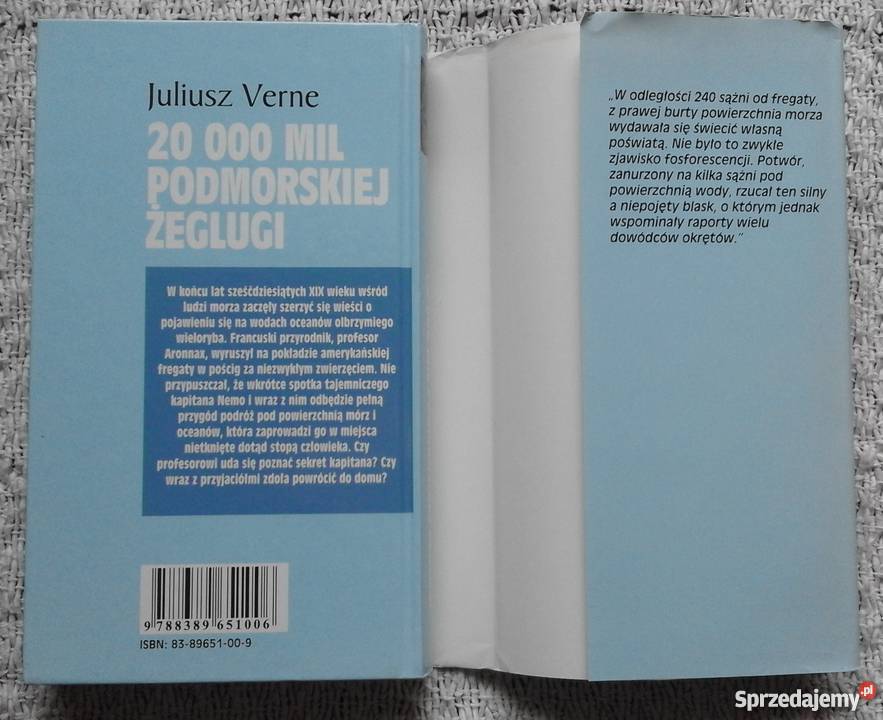 Juliusz Verne
20 000 MIL
PODMORSKIEJ
ŻEGLUGI
W końcu lat sześćdziesiątych XIX wieku wśród
ludzi morza zaczęły szerzyć się wieści o
pojawieniu się na wodach oceanów olbrzymiego
wieloryba. Francuski przyrodnik, profesor
Aronnax, wyruszył na pokładzie amerykańskiej
fregaty w pościg za niezwykłym zwierzęciem. Nie
przypuszczał, że wkrótce spotka tajemniczego
kapitana Nemo i wraz z nim odbędzie pełną
przygód podróż pod powierzchnią mórz i
oceanów, która zaprowadzi go w miejsca
nietknięte dotąd stopą człowieka. Czy
profesorowi uda się poznać sekret kapitana? Czy
wraz z przyjaciółmi zdoła powrócić do domu?
9 788389 651006
ISBN: 83-89651-00-9
„W odległości 240 sążni od fregaty,
z prawej burty powierzchnia morza
wydawała się świecić własną
poświatą. Nie było to zwykłe
zjawisko fosforescencji. Potwór,
zanurzony na kilka sążni pod
powierzchnią wody, rzucał ten silny
a niepojęty blask, o którym jednak
wspominały raporty wielu
dowódców okrętów.”
Sprzedajemy.pl